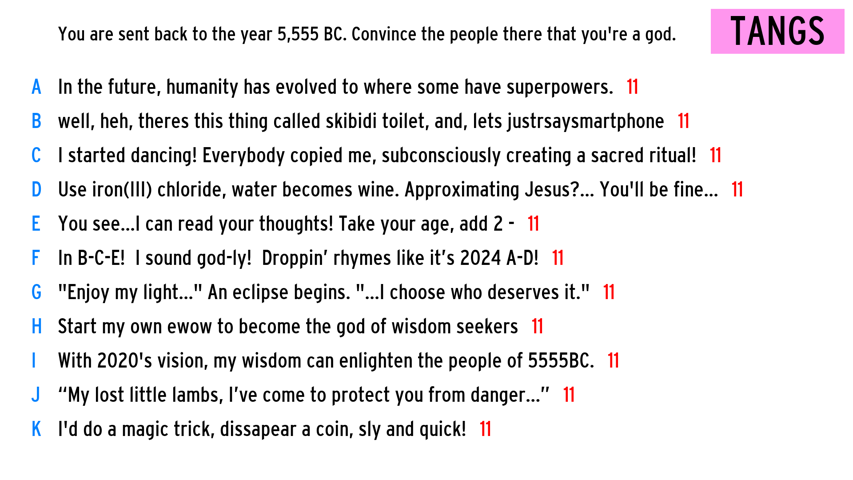 You are sent back to the year 5,555 BC. Convince the people there that you're a god.
TANGS
A In the future, humanity has evolved to where some have superpowers. 11
B well, heh, theres this thing called skibidi toilet, and, lets justrsaysmartphone 11
C I started dancing! Everybody copied me, subconsciously creating a sacred ritual! 11
D Use iron(III) chloride, water becomes wine. Approximating Jesus?... You'll be fine... 11
E You see...I can read your thoughts! Take your age, add 2 - 11
F In B-C-E!  I sound god-ly!  Droppin’ rhymes like it’s 2024 A-D! 11
G "Enjoy my light..." An eclipse begins. "...I choose who deserves it." 11
H Start my own ewow to become the god of wisdom seekers 11
I With 2020's vision, my wisdom can enlighten the people of 5555BC. 11
J “My lost little lambs, I’ve come to protect you from danger...” 11
K I'd do a magic trick, dissapear a coin, sly and quick! 11